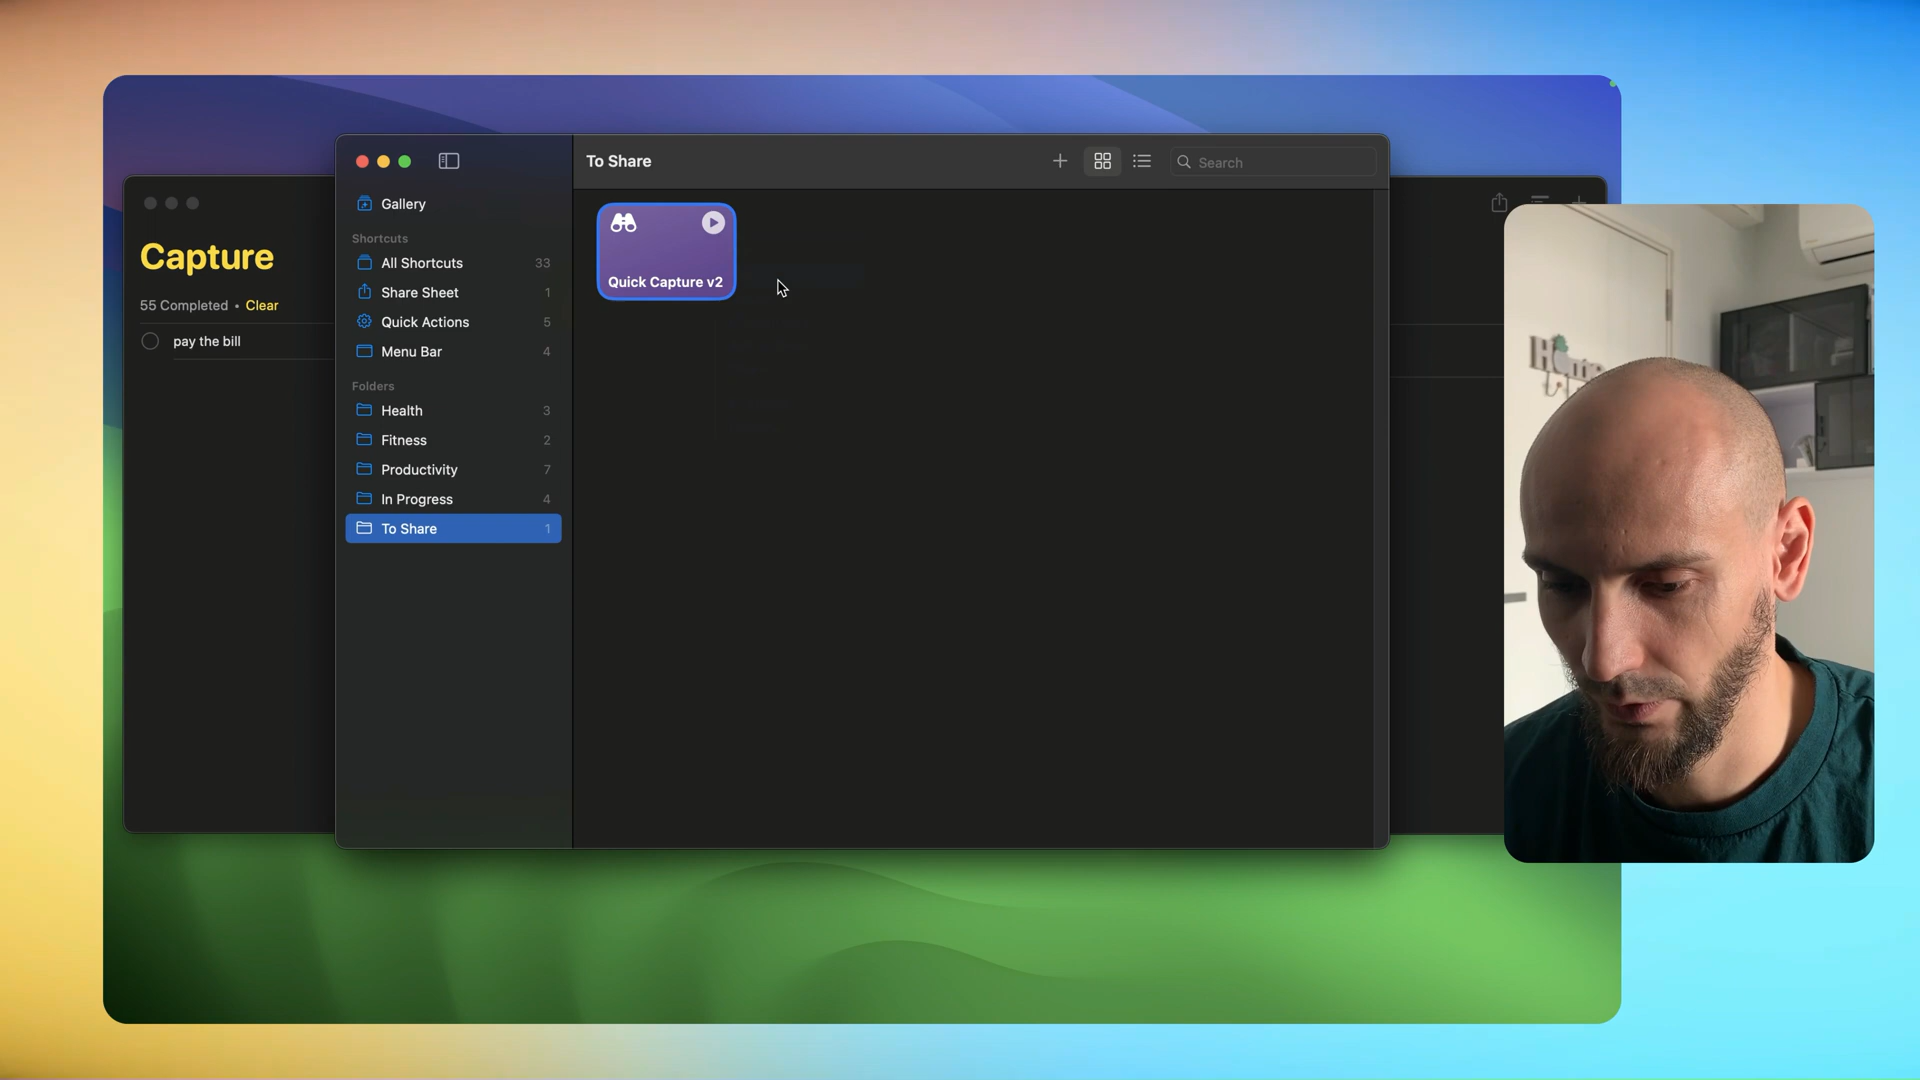 To Share
Search
Gallery
Shortcuts
All Shortcuts 33
Share Sheet 1
Quick Actions 5
Menu Bar 4
Folders
Health 3
Fitness 2
Productivity 7
In Progress 4
To Share 1
Quick Capture v2
Capture
55 Completed • Clear
pay the bill